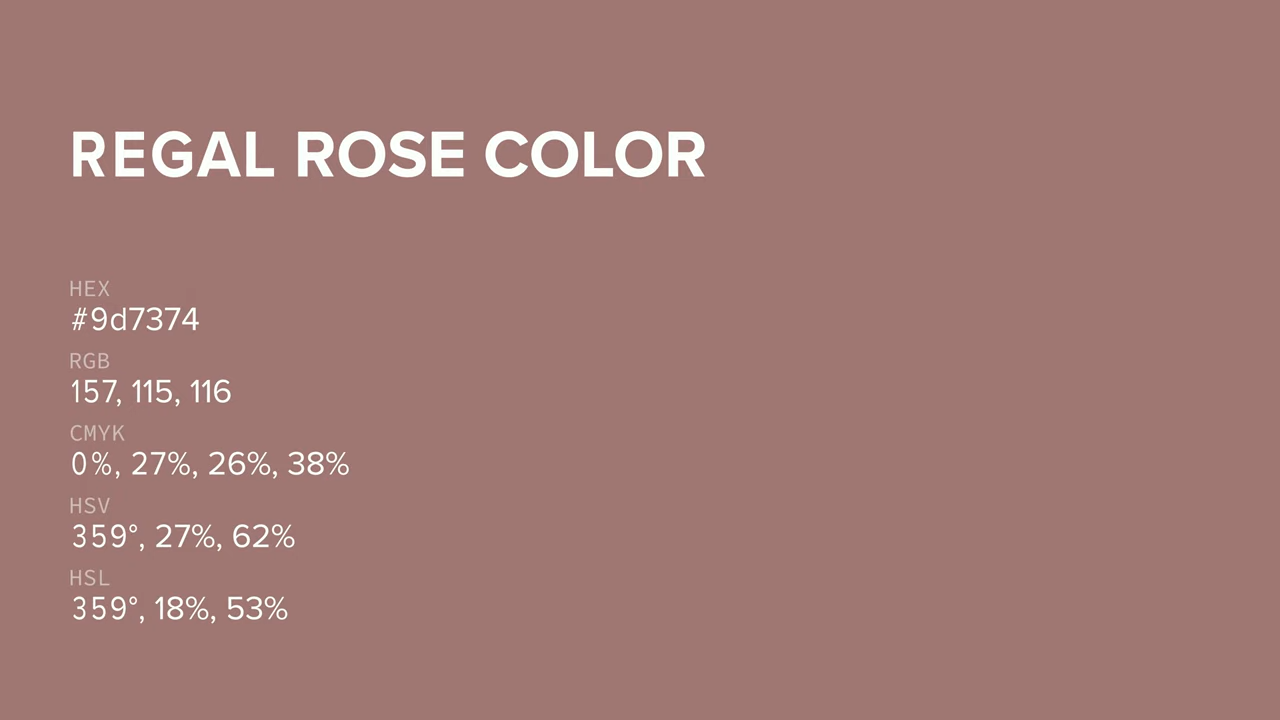 REGAL ROSE COLOR
HEX
#9d7374
RGB
157, 115, 116
CMYK
0%, 27%, 26%, 38%
HSV
359°, 27%, 62%
HSL
359°, 18%, 53%